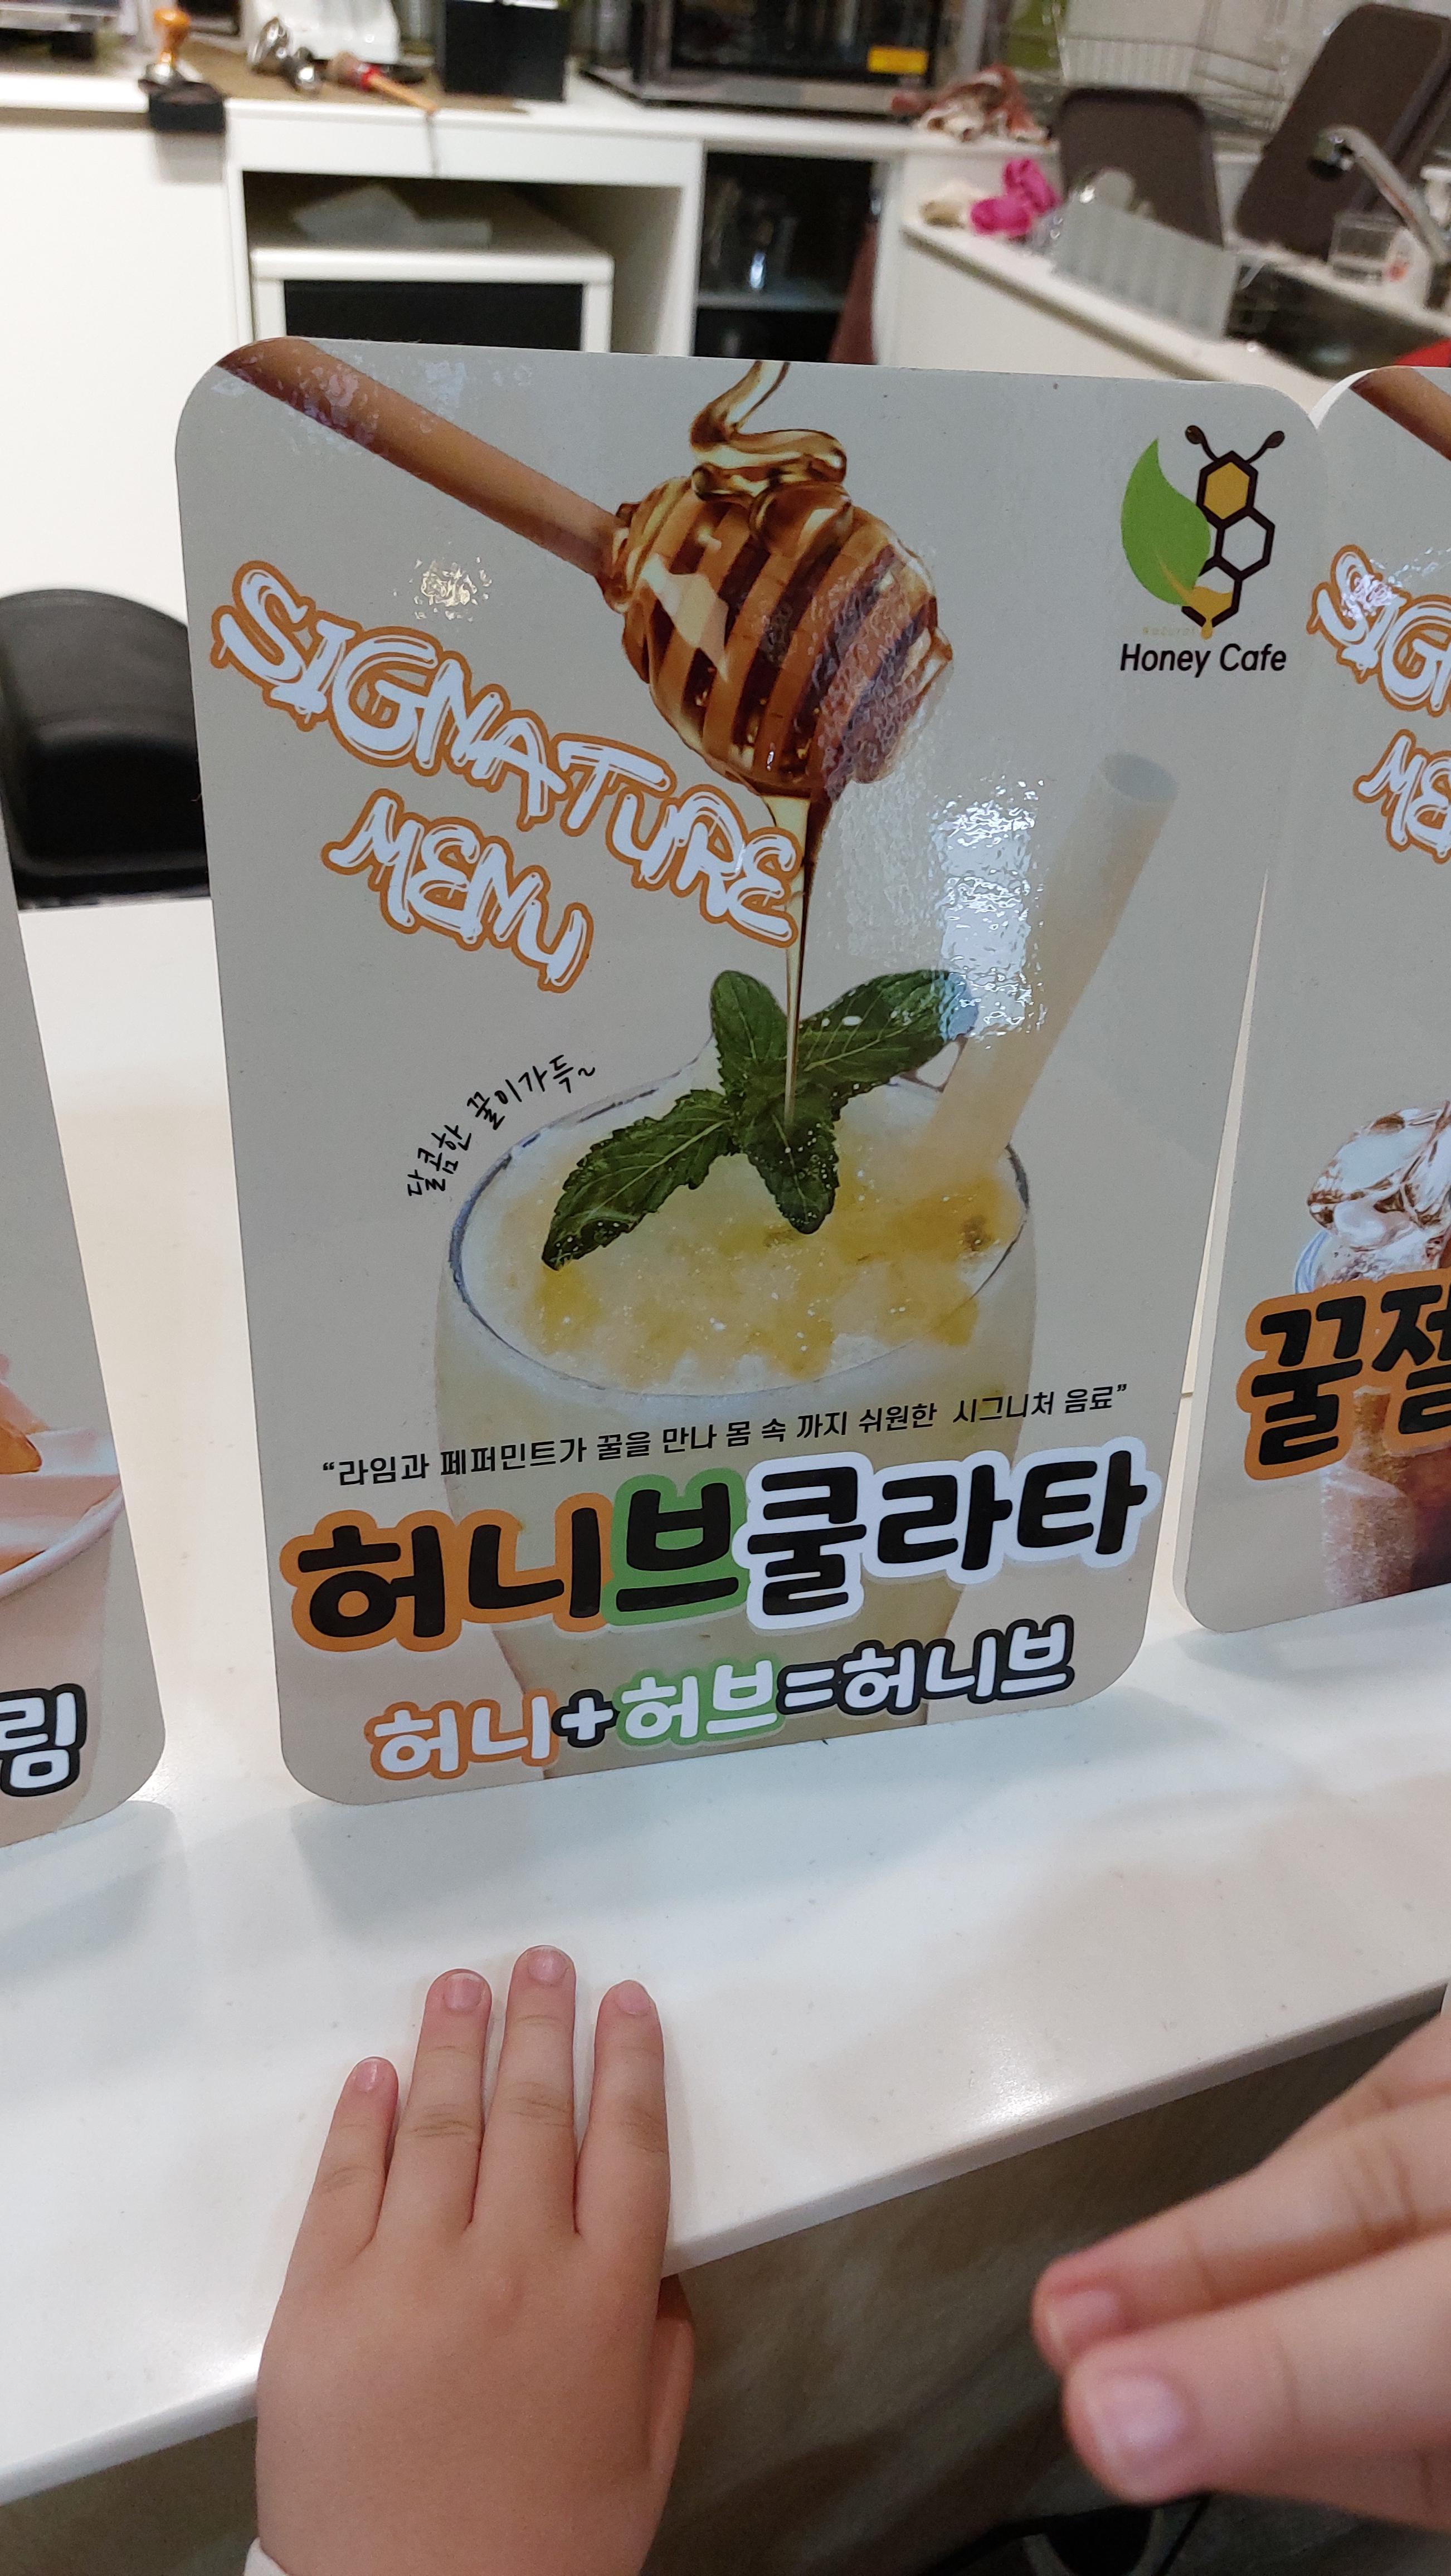 SIGNATURE
MENU
Honey Cafe
달콤한 꿀이가득~
“라임과 페퍼민트가 꿀을 만나 몸 속 까지 쉬원한 시그니처 음료”
허니브쿨라타
허니+허브=허니브
림
SIG
ME
꿀